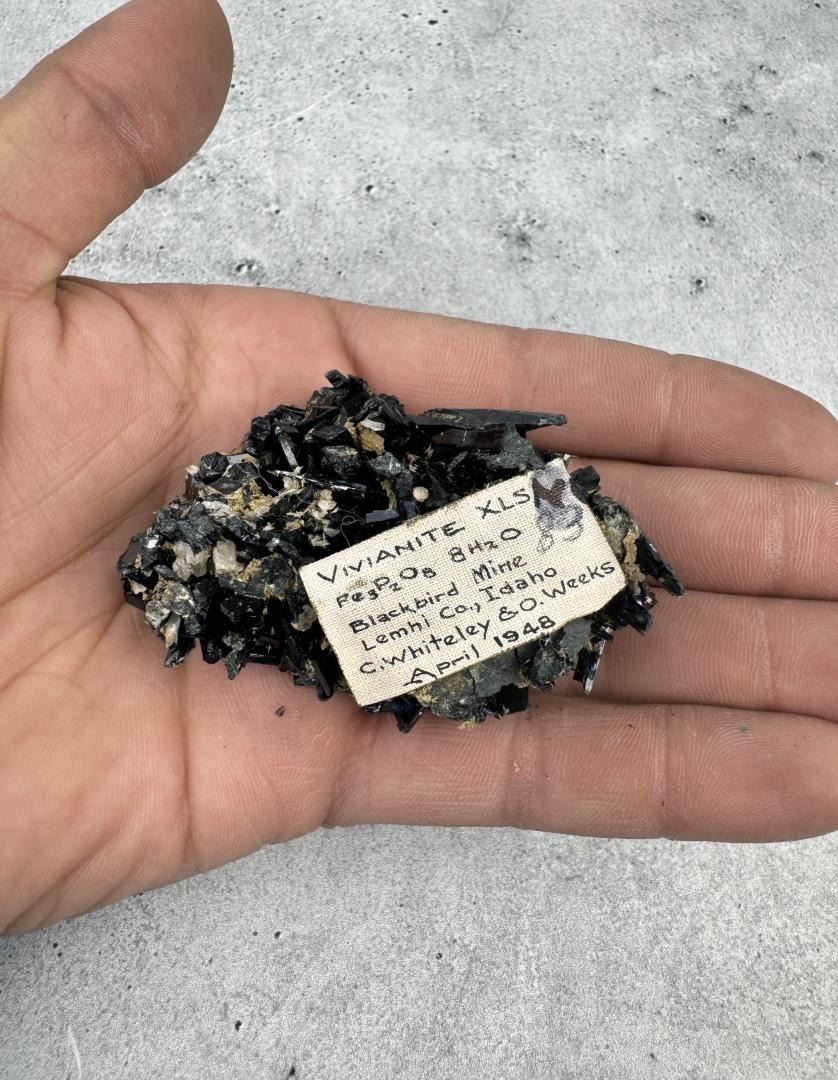 VIVIANITE XLS
Fe3P2O8 8H2O
Blackbird Mine
Lemhi Co., Idaho
C. Whiteley & O. Weeks
April 1948